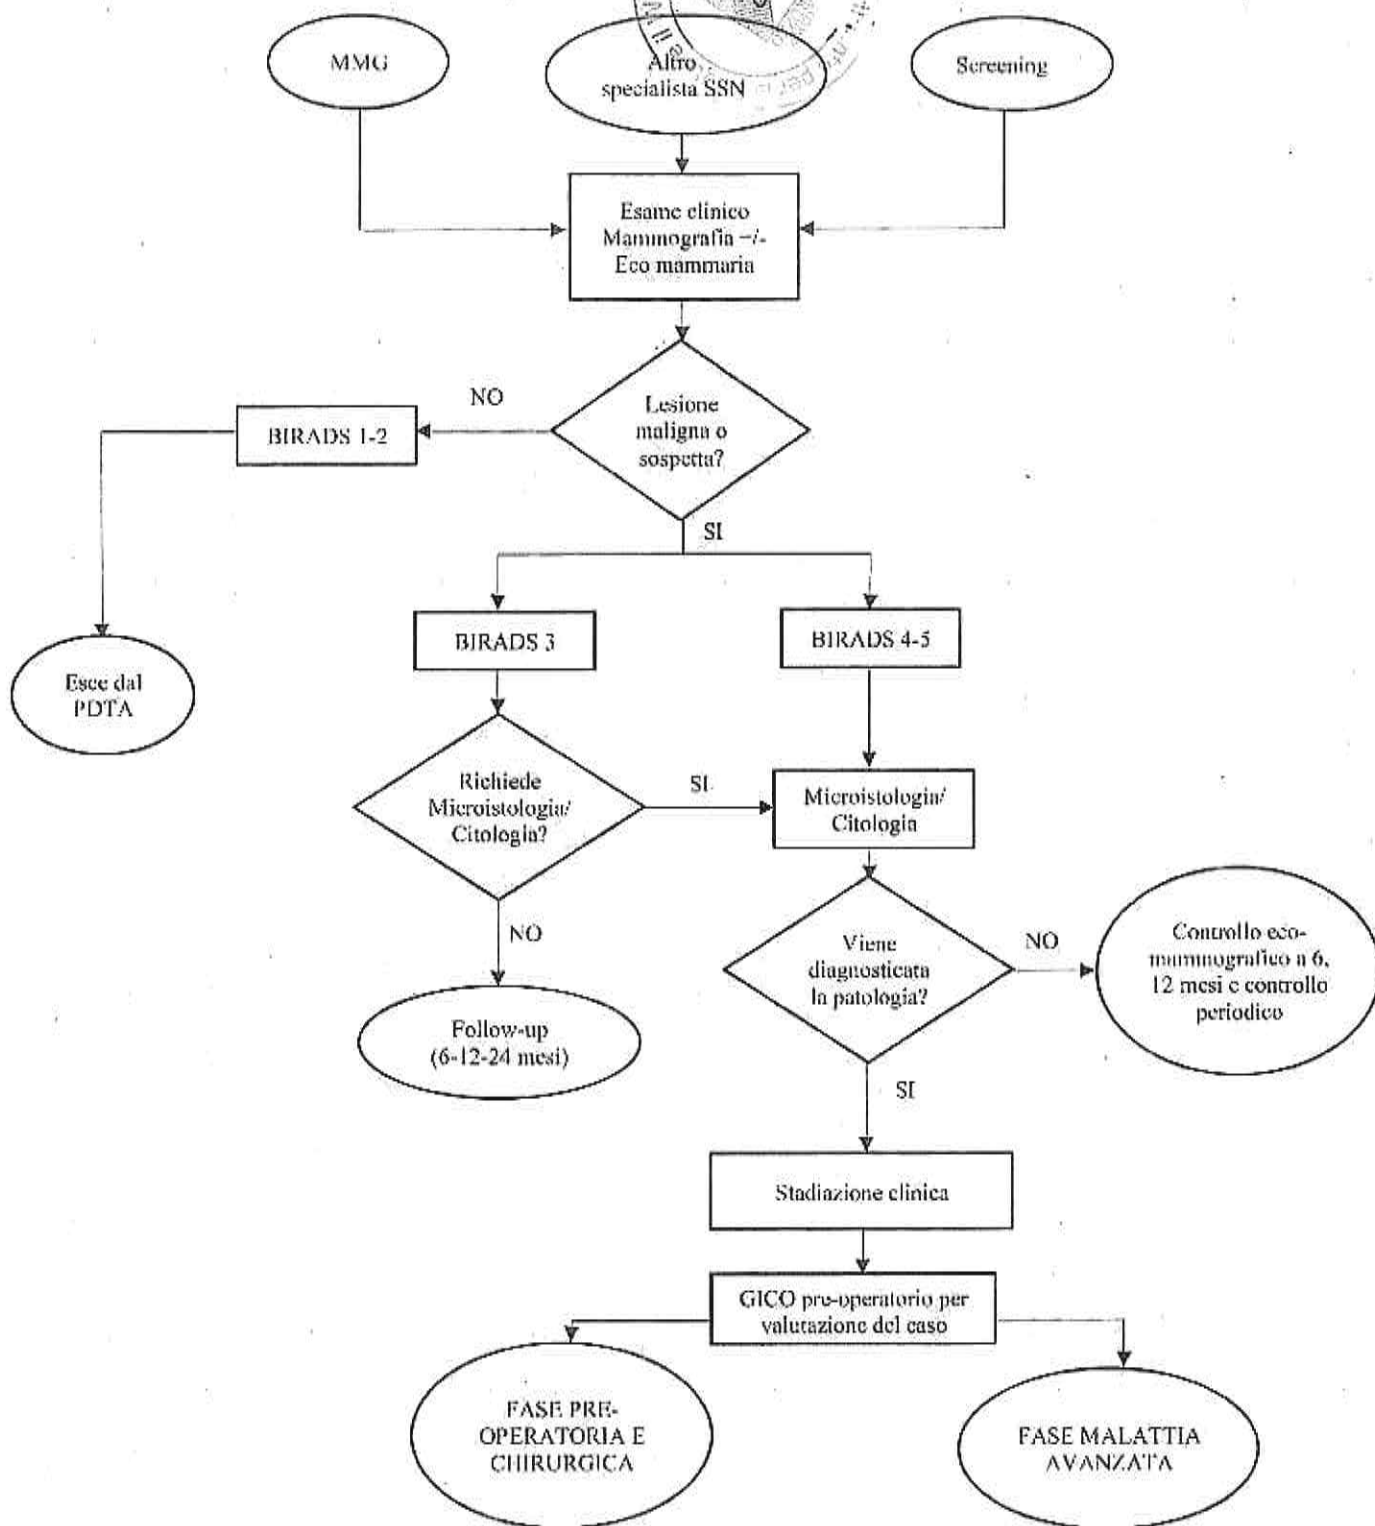 MMG
Altro
specialista SSN
Screening
Esame clinico
Mammografia +/-
Eco mammaria
Lesione
maligna o
sospetta?
NO
BIRADS 1-2
SI
BIRADS 3
BIRADS 4-5
Esce dal
PDTA
Richiede
Microistologia/
Citologia?
SI
Microistologia/
Citologia
NO
Viene
diagnosticata
la patologia?
NO
Controllo eco-
mammografico a 6,
12 mesi e controllo
periodico
Follow-up
(6-12-24 mesi)
SI
Stadiazione clinica
GICO pre-operatorio per
valutazione del caso
FASE PRE-
OPERATORIA E
CHIRURGICA
FASE MALATTIA
AVANZATA